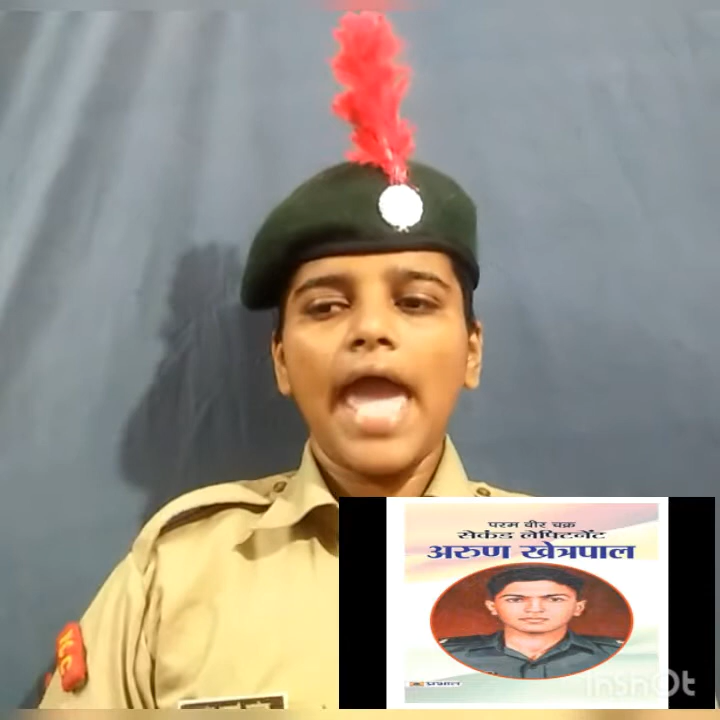 परम वीर चक्र
सेकंड लेफ्टिनेंट
अरुण खेत्रपाल
प्रभात
InShOt